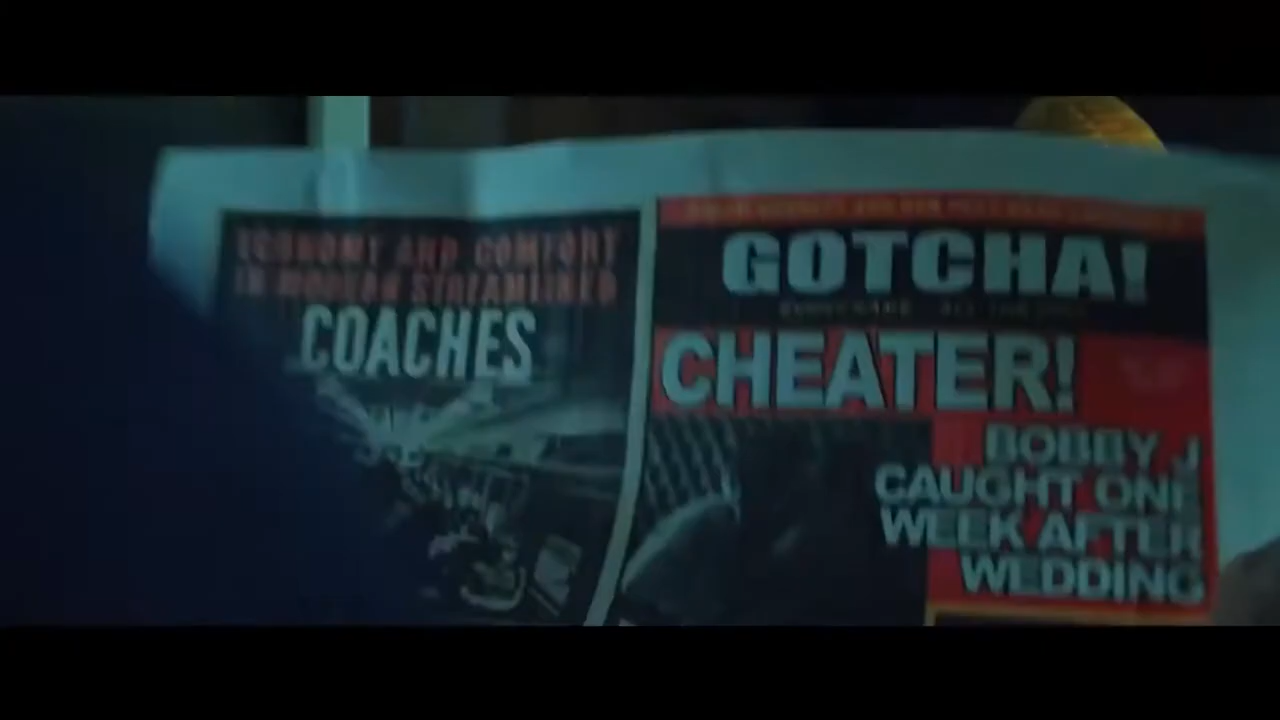 ECONOMY AND COMFORT
IN MODERN STREAMLINED
COACHES
GOTCHA!
CHEATER!
BOBBY J
CAUGHT ONE
WEEK AFTER
WEDDING